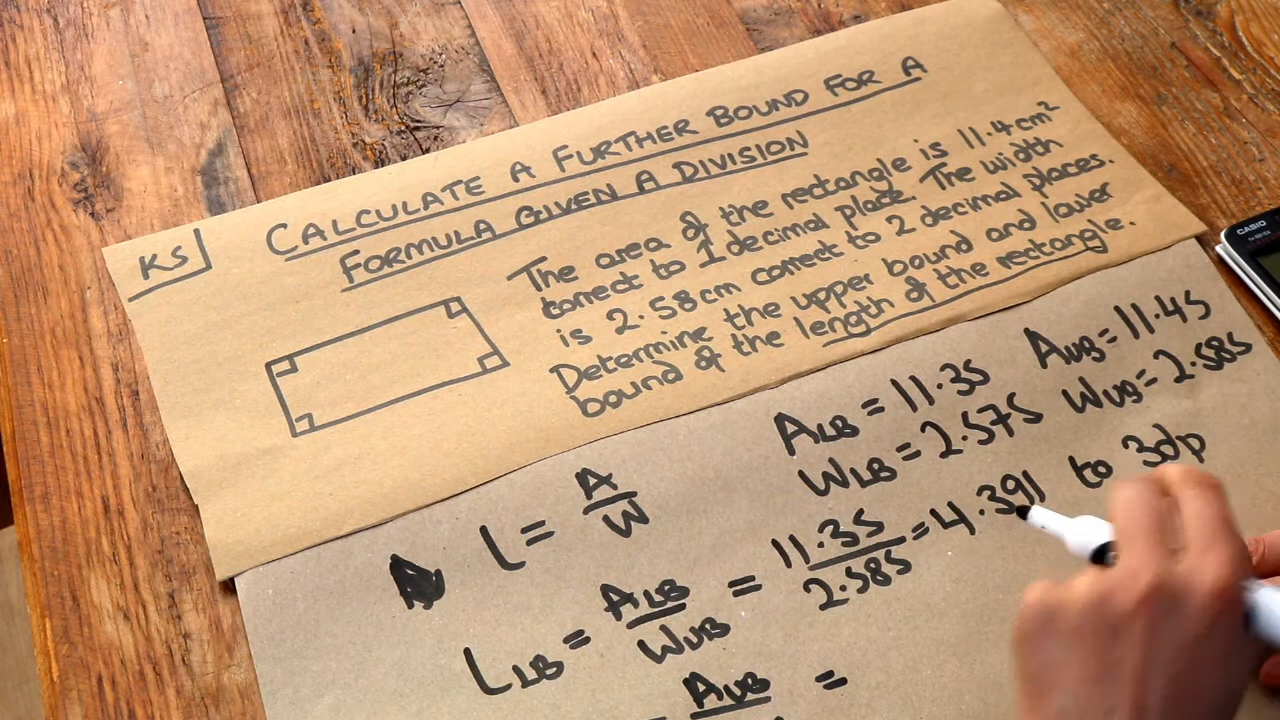 KS
CALCULATE A FURTHER BOUND FOR A
FORMULA GIVEN A DIVISION
The area of the rectangle is 11.4cm²
correct to 1 decimal place. The width
is 2.58cm correct to 2 decimal places.
Determine the upper bound and lower
bound of the length of the rectangle.
ALB = 11.35 AUB = 11.45
WLB = 2.575 WUB = 2.585
L = A/W
LLB = ALB/WUB = 11.35/2.585 = 4.391 to 3dp
AUB =
CASIO